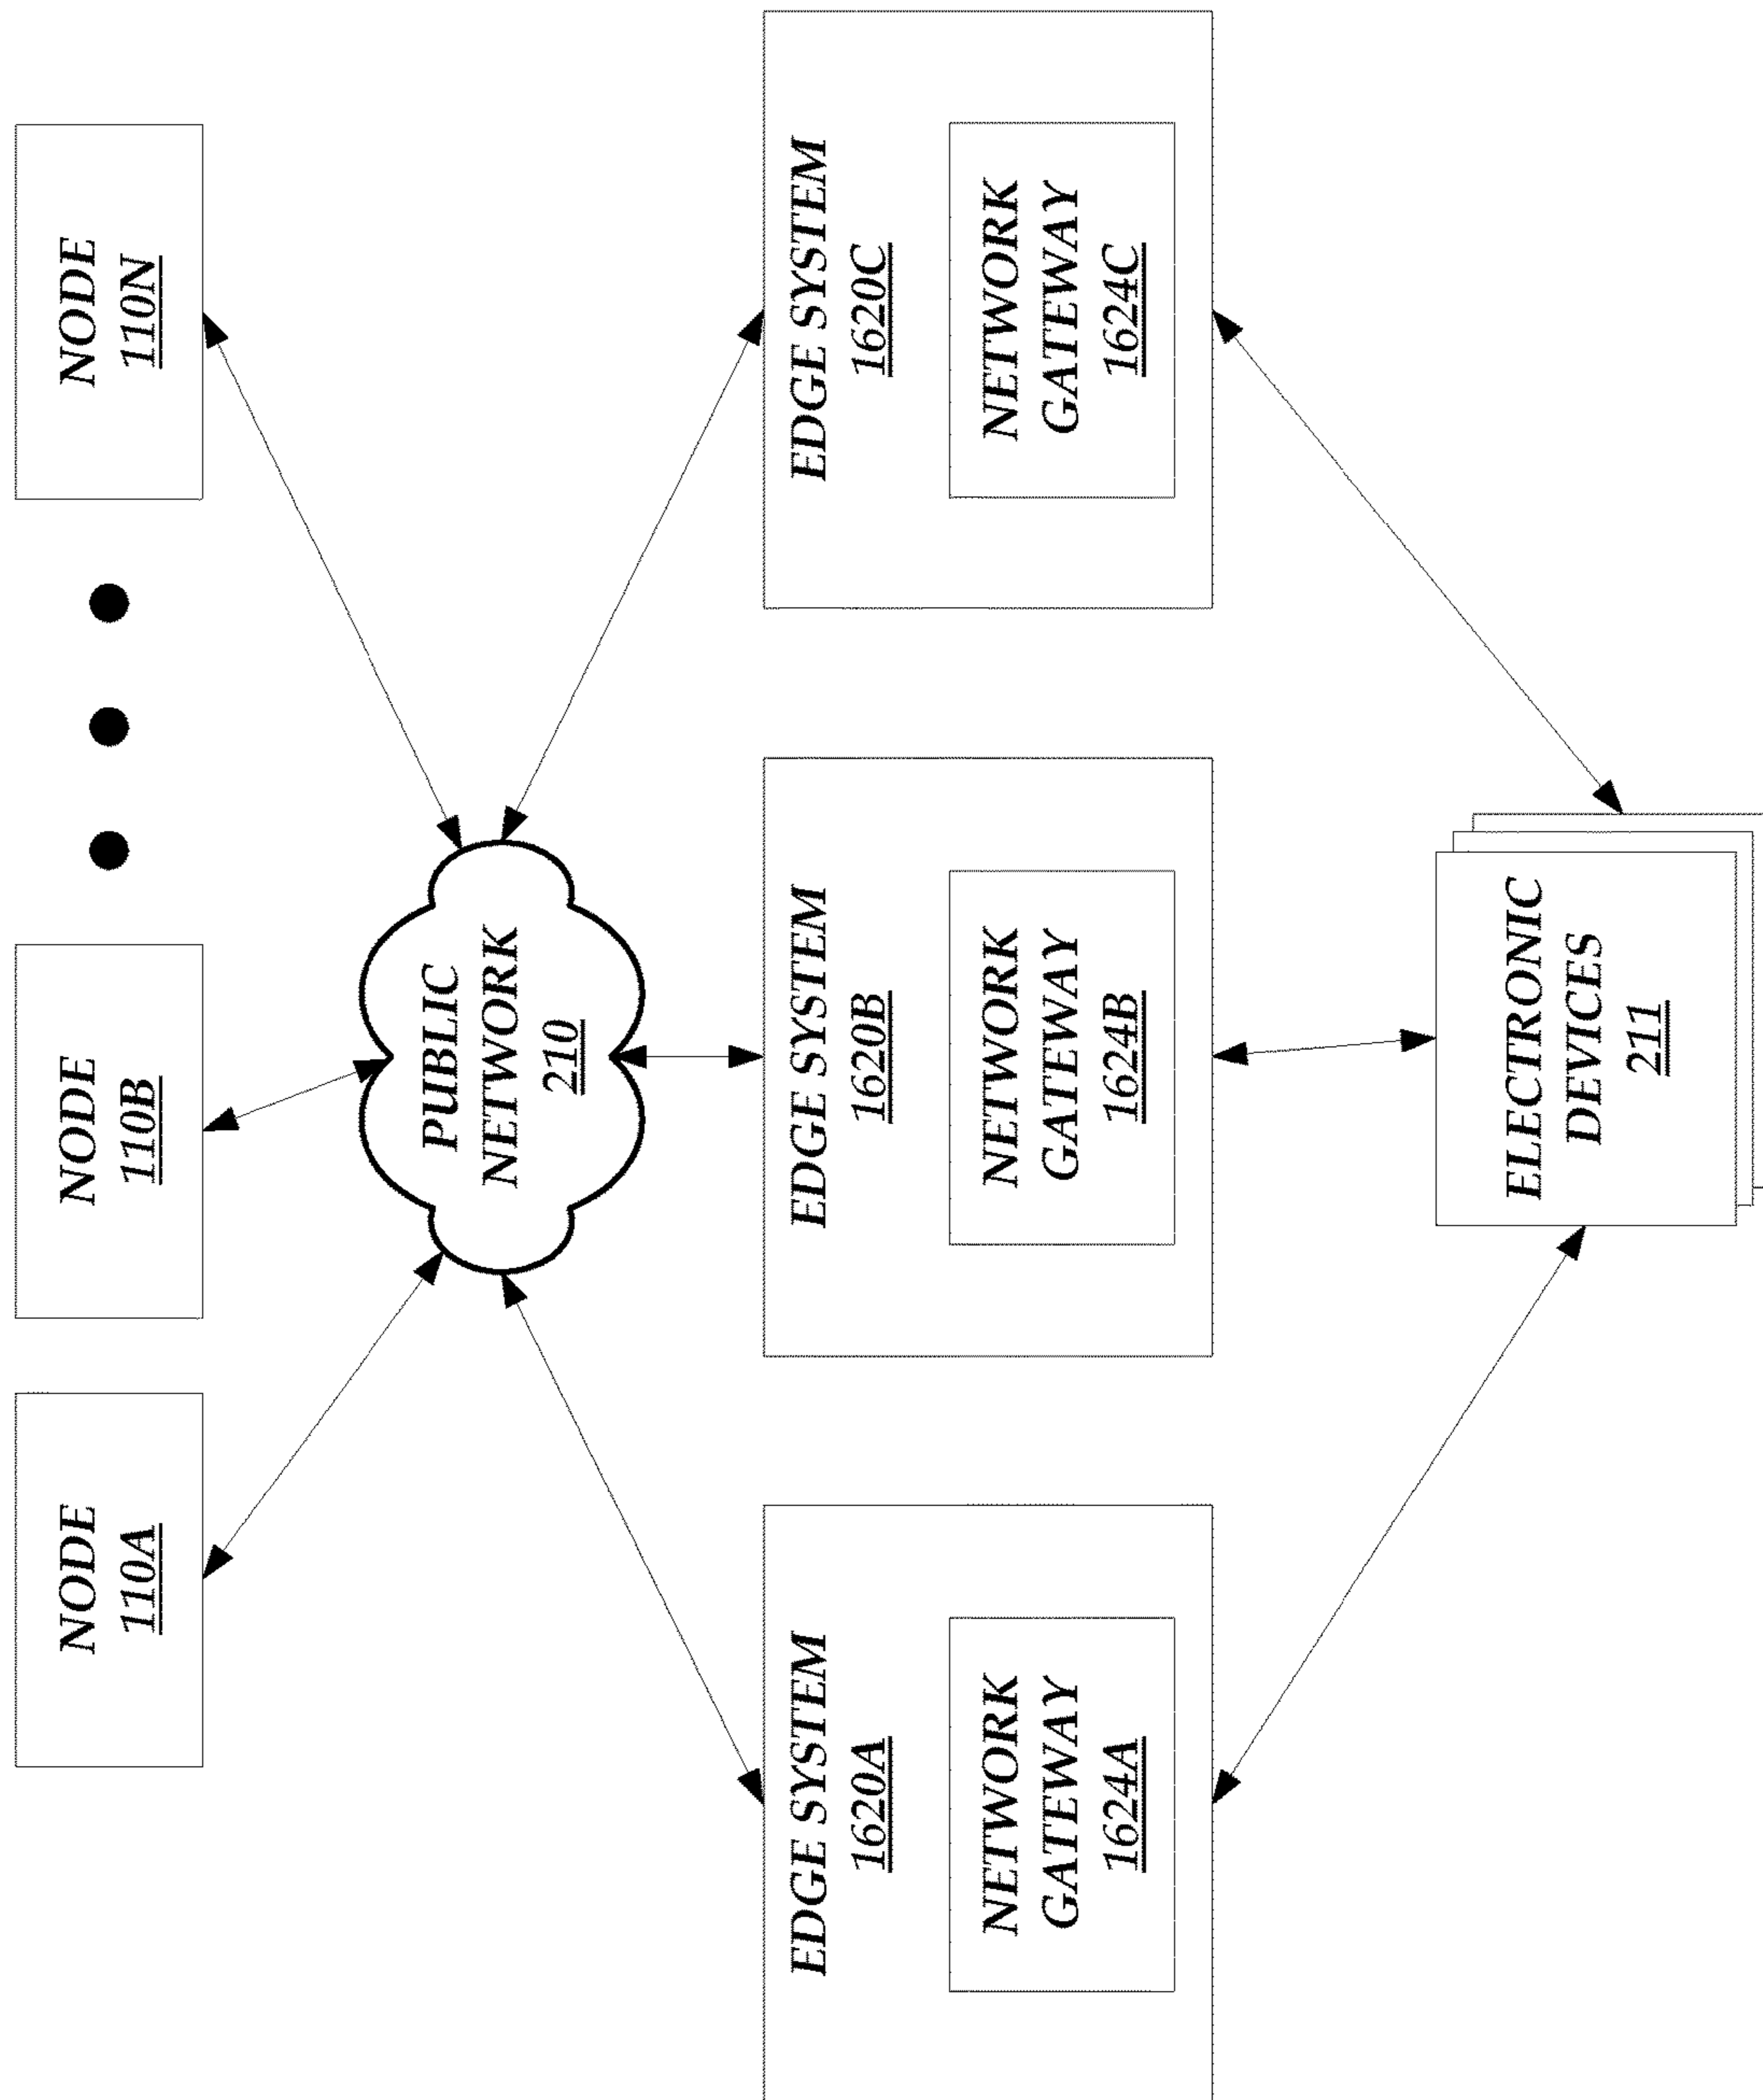 NODE
110A
NODE
110B
NODE
110N
PUBLIC
NETWORK
210
EDGE SYSTEM
1620A
NETWORK
GATEWAY
1624A
EDGE SYSTEM
1620B
NETWORK
GATEWAY
1624B
EDGE SYSTEM
1620C
NETWORK
GATEWAY
1624C
ELECTRONIC
DEVICES
211